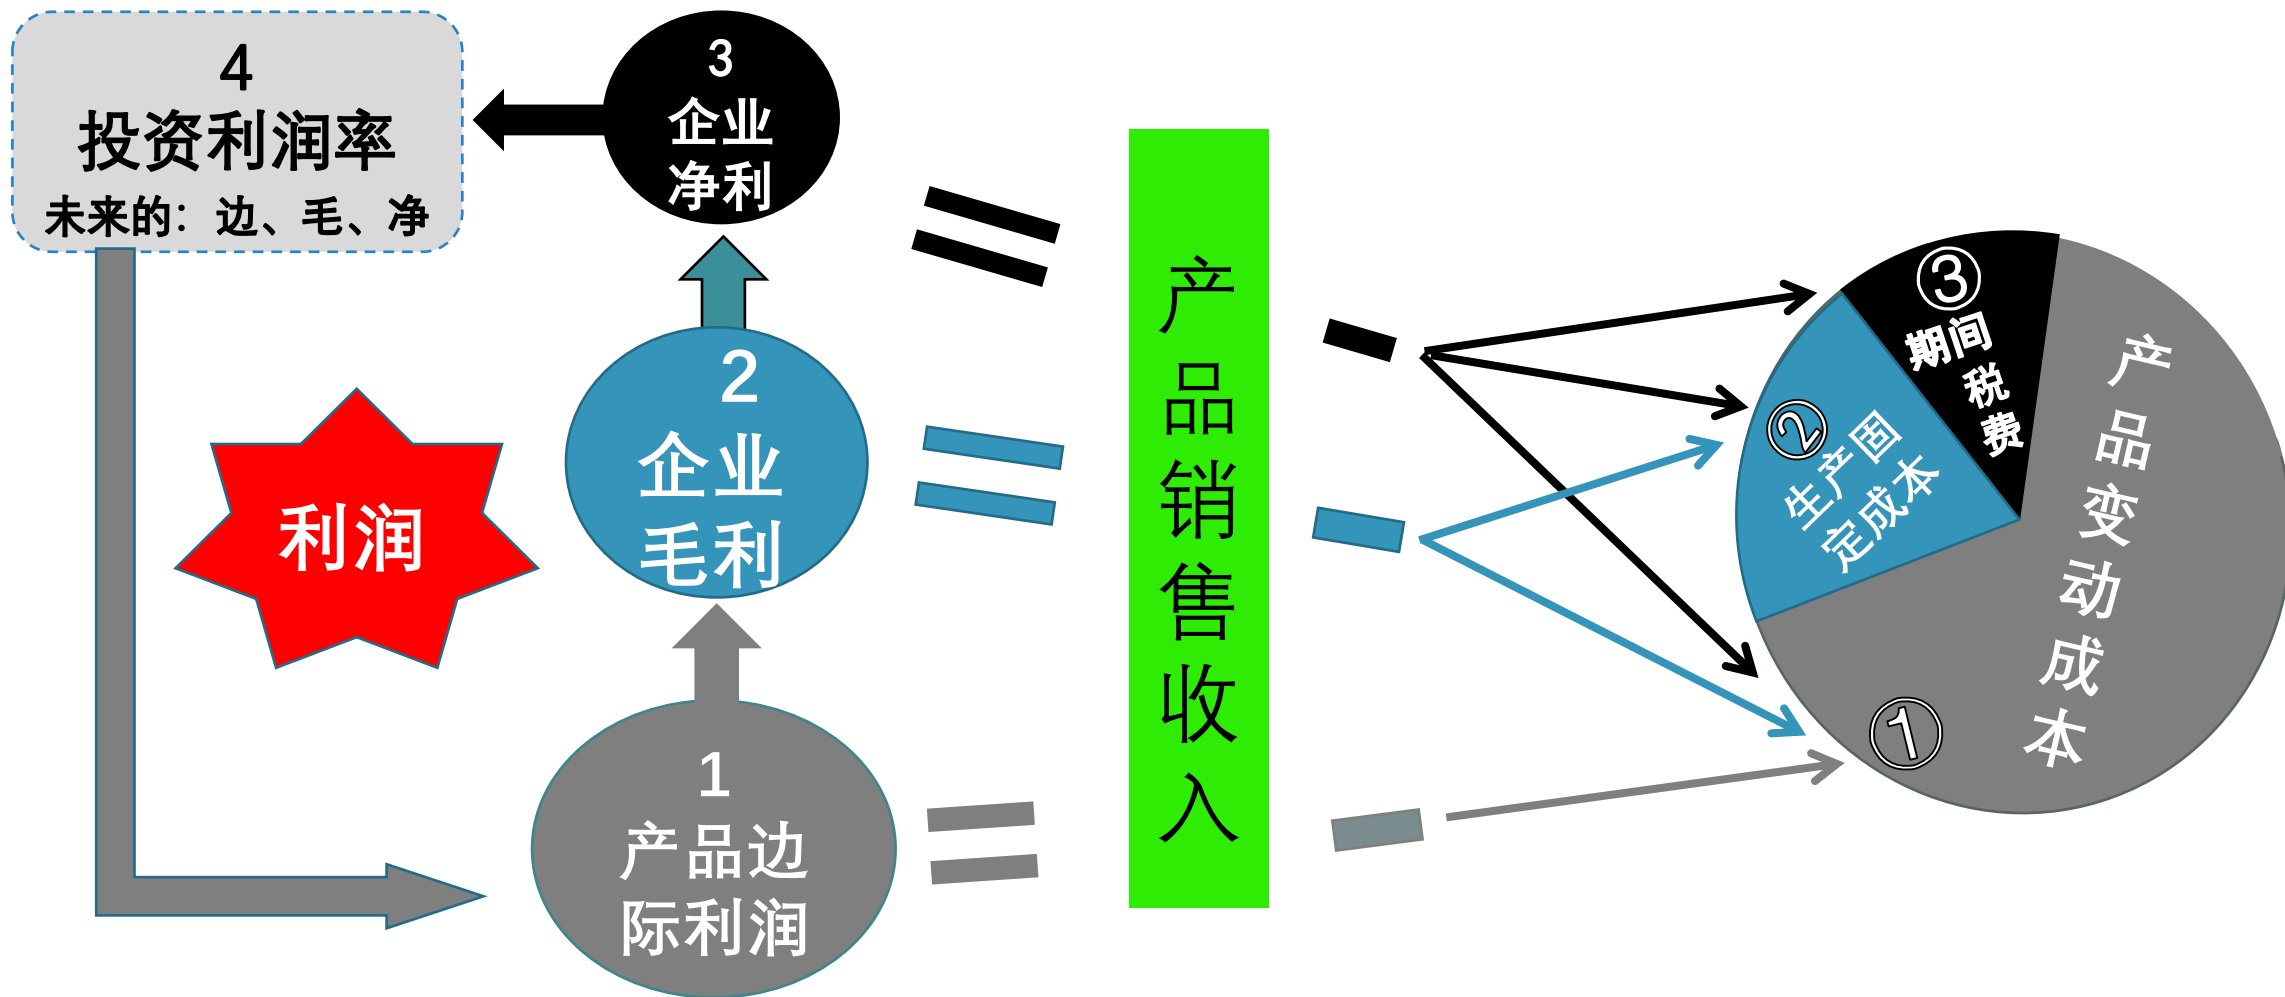 4
投资利润率
未来的：边、毛、净
3
企业
净利
2
企业
毛利
利润
1
产品边
际利润
产
品
销
售
收
入
③
期间
税
费
②
生产固
定成本
①
产
品
变
动
成
本